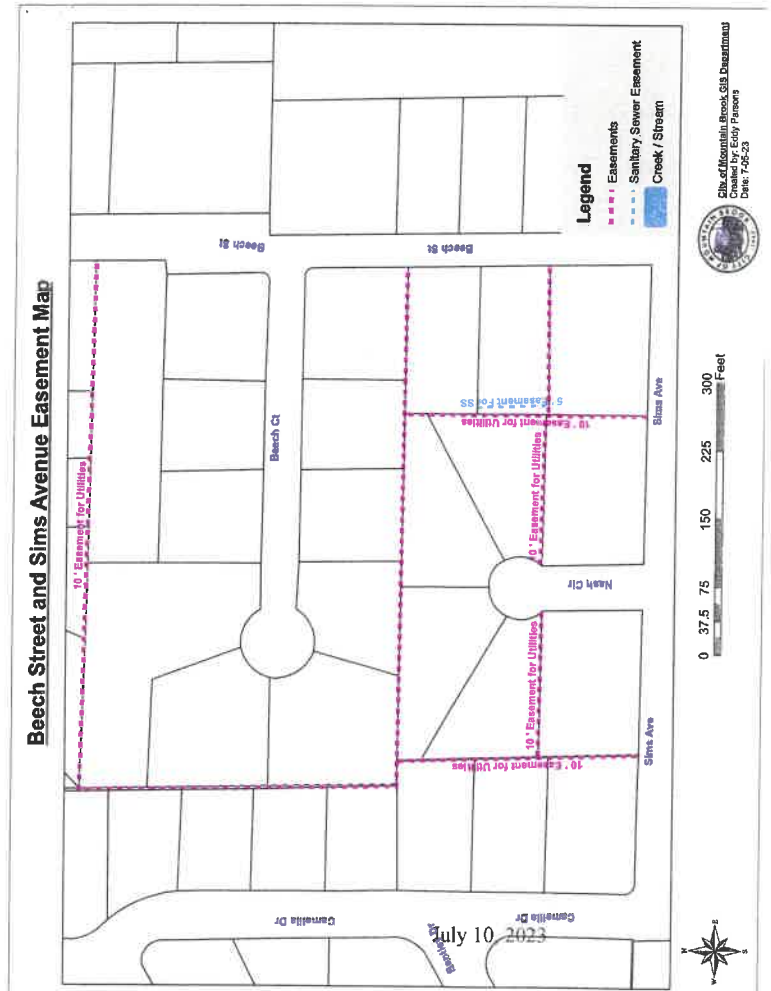 Beech Street and Sims Avenue Easement Map
10 ' Easement for Utilities
Beech St
Beech St
Beech Ct
5 ' Easement For SS
10 ' Easement for Utilities
10 ' Easement for Utilities
10 ' Easement for Utilities
10 ' Easement for Utilities
Nash Cir
Camellia Dr
Camellia Dr
Sims Ave
Sims Ave
July 10, 2023
Legend
Easements
Sanitary Sewer Easement
Creek / Stream
N
W
E
S
0 37.5 75 150 225 300
Feet
City of Mountain Brook GIS Department
Created by: Eddy Parsons
Date: 7-05-23